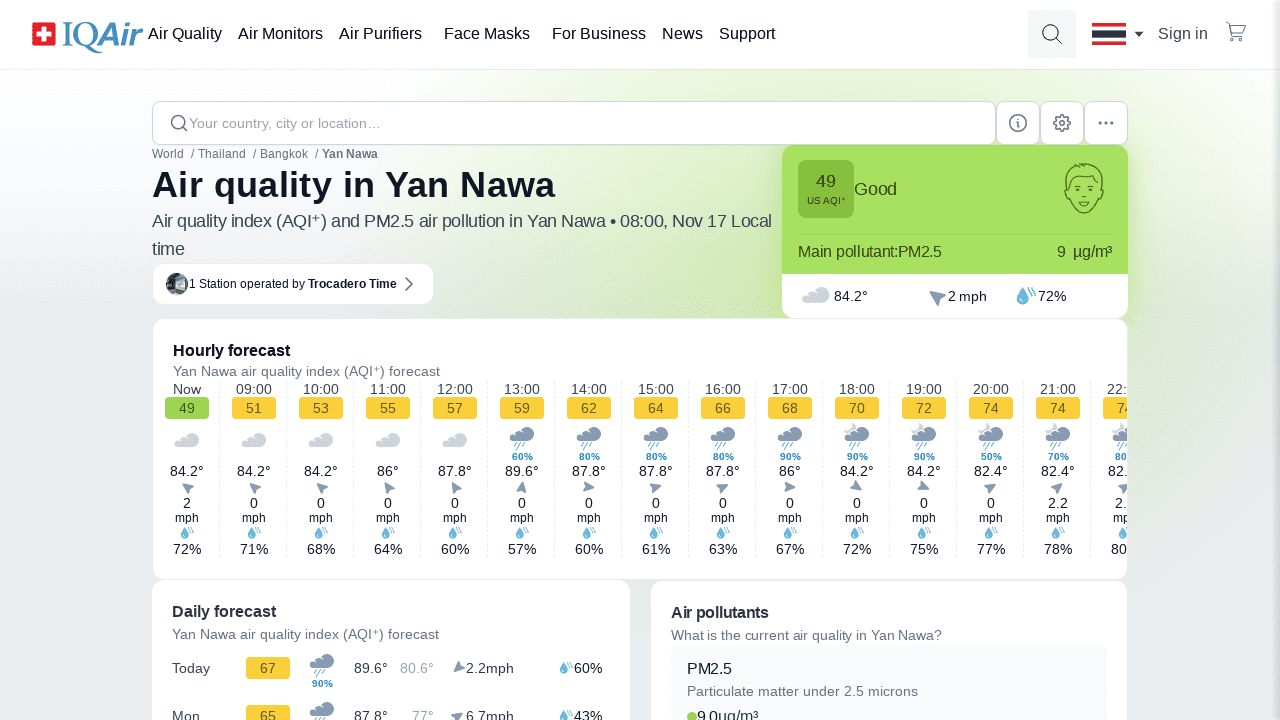 IQAir Air Quality Air Monitors Air Purifiers Face Masks For Business News Support Sign in
Your country, city or location…
World / Thailand / Bangkok / Yan Nawa
Air quality in Yan Nawa
Air quality index (AQI⁺) and PM2.5 air pollution in Yan Nawa • 08:00, Nov 17 Local
time
1 Station operated by Trocadero Time
49
US AQI⁺
Good
Main pollutant:PM2.5 9 µg/m³
84.2° 2 mph 72%
Hourly forecast
Yan Nawa air quality index (AQI⁺) forecast
Now 09:00 10:00 11:00 12:00 13:00 14:00 15:00 16:00 17:00 18:00 19:00 20:00 21:00
49 51 53 55 57 59 62 64 66 68 70 72 74 74
60% 80% 80% 80% 90% 90% 90% 50% 70%
84.2° 84.2° 84.2° 86° 87.8° 89.6° 87.8° 87.8° 87.8° 86° 84.2° 84.2° 82.4° 82.4°
2 0 0 0 0 0 0 0 0 0 0 0 0 2.2
mph mph mph mph mph mph mph mph mph mph mph mph mph mph
72% 71% 68% 64% 60% 57% 60% 61% 63% 67% 72% 75% 77% 78%
Daily forecast
Yan Nawa air quality index (AQI⁺) forecast
Today 67 90% 89.6° 80.6° 2.2mph 60%
Mon 65 87.8° 77° 6.7mph 43%
Air pollutants
What is the current air quality in Yan Nawa?
PM2.5
Particulate matter under 2.5 microns
9.0µg/m³